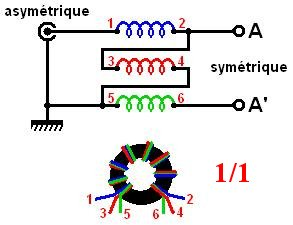 asymétrique
1 2 A
3 4 symétrique
5 6 A'
1/1
1 2
3 5 6 4